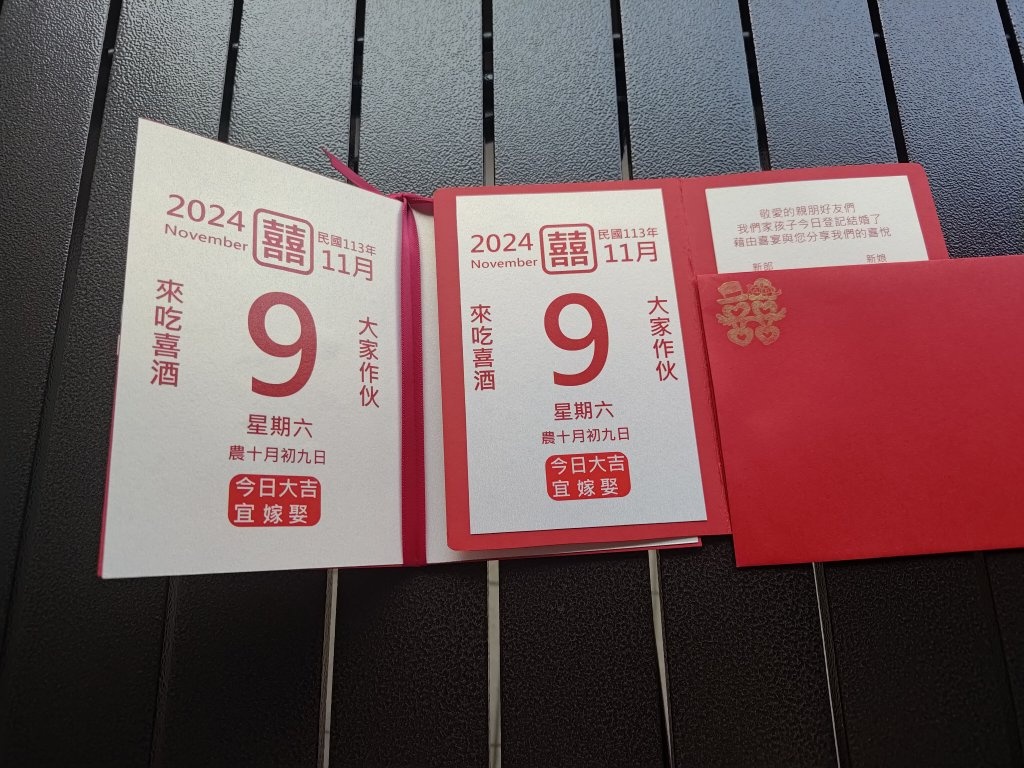 2024
November
囍
民國113年
11月
來吃喜酒
9
大家作伙
星期六
農十月初九日
今日大吉
宜 嫁 娶
2024
November
囍
民國113年
11月
來吃喜酒
9
大家作伙
星期六
農十月初九日
今日大吉
宜 嫁 娶
敬愛的親朋好友們
我們家孩子今日登記結婚了
藉由喜宴與您分享我們的喜悅
新郎 新娘
囍